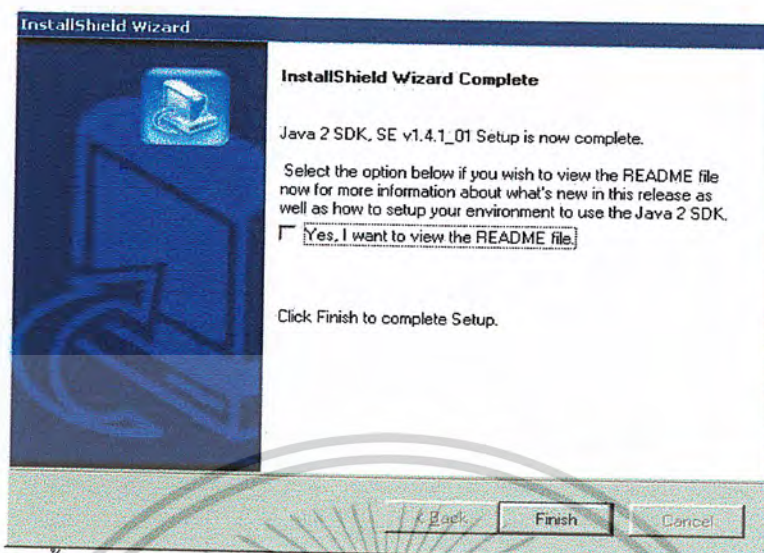 InstallShield Wizard
InstallShield Wizard Complete
Java 2 SDK, SE v1.4.1_01 Setup is now complete.
Select the option below if you wish to view the README file
now for more information about what's new in this release as
well as how to setup your environment to use the Java 2 SDK.
Yes, I want to view the README file.
Click Finish to complete Setup.
< Back
Finish
Cancel